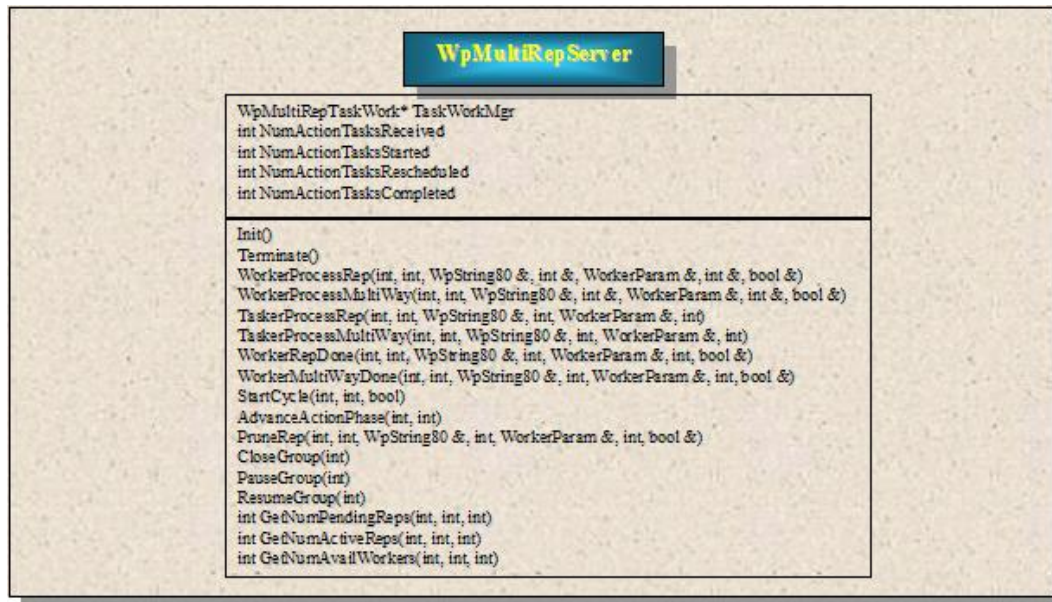 WpMultiRepServer
WpMultiRepTaskWork* TaskWorkMgr
int NumActionTasksReceived
int NumActionTasksStarted
int NumActionTasksRescheduled
int NumActionTasksCompleted
Init()
Terminate()
WorkerProcessRep(int, int, WpString80 &, int &, WorkerParam &, int &, bool &)
WorkerProcessMultiWay(int, int, WpString80 &, int &, WorkerParam &, int &, bool &)
TaskerProcessRep(int, int, WpString80 &, int, WorkerParam &, int)
TaskerProcessMultiWay(int, int, WpString80 &, int, WorkerParam &, int)
WorkerRepDone(int, int, WpString80 &, int, WorkerParam &, int, bool &)
WorkerMultiWayDone(int, int, WpString80 &, int, WorkerParam &, int, bool &)
StartCycle(int, int, bool)
AdvanceActionPhase(int, int)
PruneRep(int, int, WpString80 &, int, WorkerParam &, int, bool &)
CloseGroup(int)
PauseGroup(int)
ResumeGroup(int)
int GetNumPendingReps(int, int, int)
int GetNumActiveReps(int, int, int)
int GetNumAvailWorkers(int, int, int)